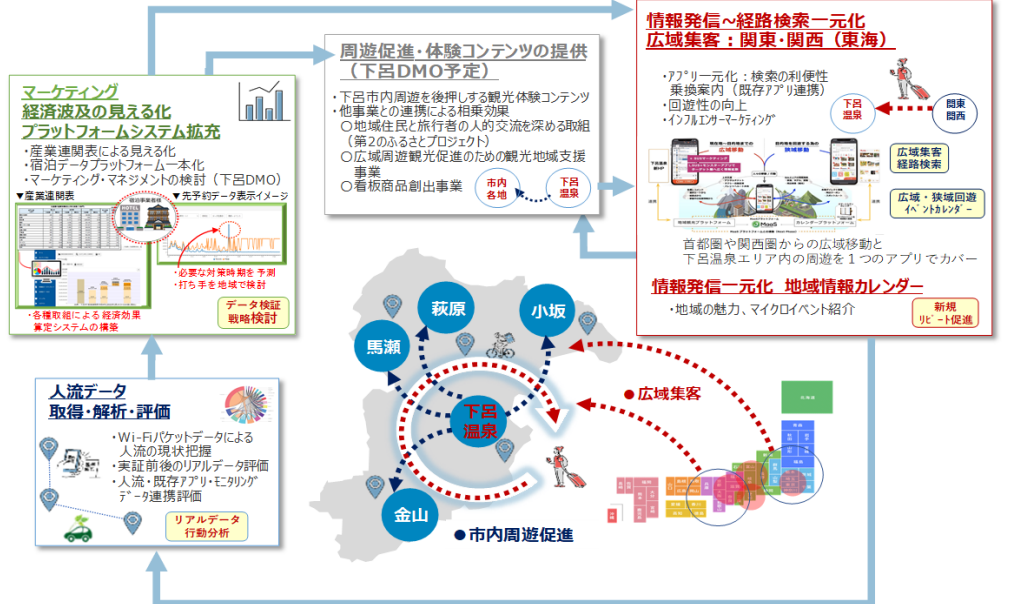 マーケティング
経済波及の見える化
プラットフォームシステム拡充
・産業連関表による見える化
・宿泊データプラットフォーム一本化
・マーケティング・マネジメントの検討（下呂DMO）
▼産業連関表
▼先予約データ表示イメージ
宿泊事業者様
HOTEL
・必要な対策時期を予測
・打ち手を地域で検討
・各種取組による経済効果
算定システムの構築
データ検証
戦略検討
人流データ
取得・解析・評価
・Wi-Fiパケットデータによる
人流の現状把握
・実証前後のリアルデータ評価
・人流・既存アプリ・モニタリング
データ連携評価
リアルデータ
行動分析
周遊促進・体験コンテンツの提供
（下呂DMO予定）
・下呂市内周遊を後押しする観光体験コンテンツ
・他事業との連携による相乗効果
〇地域住民と旅行者の人的交流を深める取組
（第2のふるさとプロジェクト）
〇広域周遊観光促進のための観光地域支援
事業
〇看板商品創出事業
市内
各地
下呂
温泉
情報発信～経路検索一元化
広域集客：関東・関西（東海）
・アプリ一元化：検索の利便性
乗換案内（既存アプリ連携）
・回遊性の向上
・インフルエンサーマーケティング
下呂
温泉
関東
関西
広域移動
狭域移動
MaaS
広域集客
経路検索
広域・狭域回遊
イベントカレンダー
首都圏や関西圏からの広域移動と
下呂温泉エリア内の周遊を１つのアプリでカバー
情報発信一元化 地域情報カレンダー
・地域の魅力、マイクロイベント紹介
新規
リピート促進
萩原
小坂
馬瀬
下呂
温泉
金山
●広域集客
●市内周遊促進
北海道